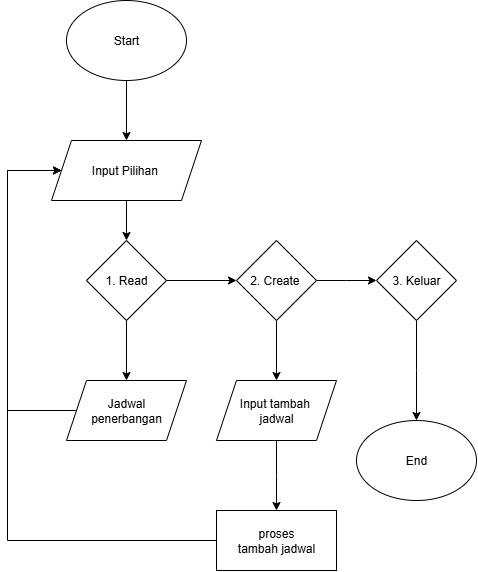 Start
Input Pilihan
1. Read
2. Create
3. Keluar
Jadwal
penerbangan
Input tambah
jadwal
End
proses
tambah jadwal